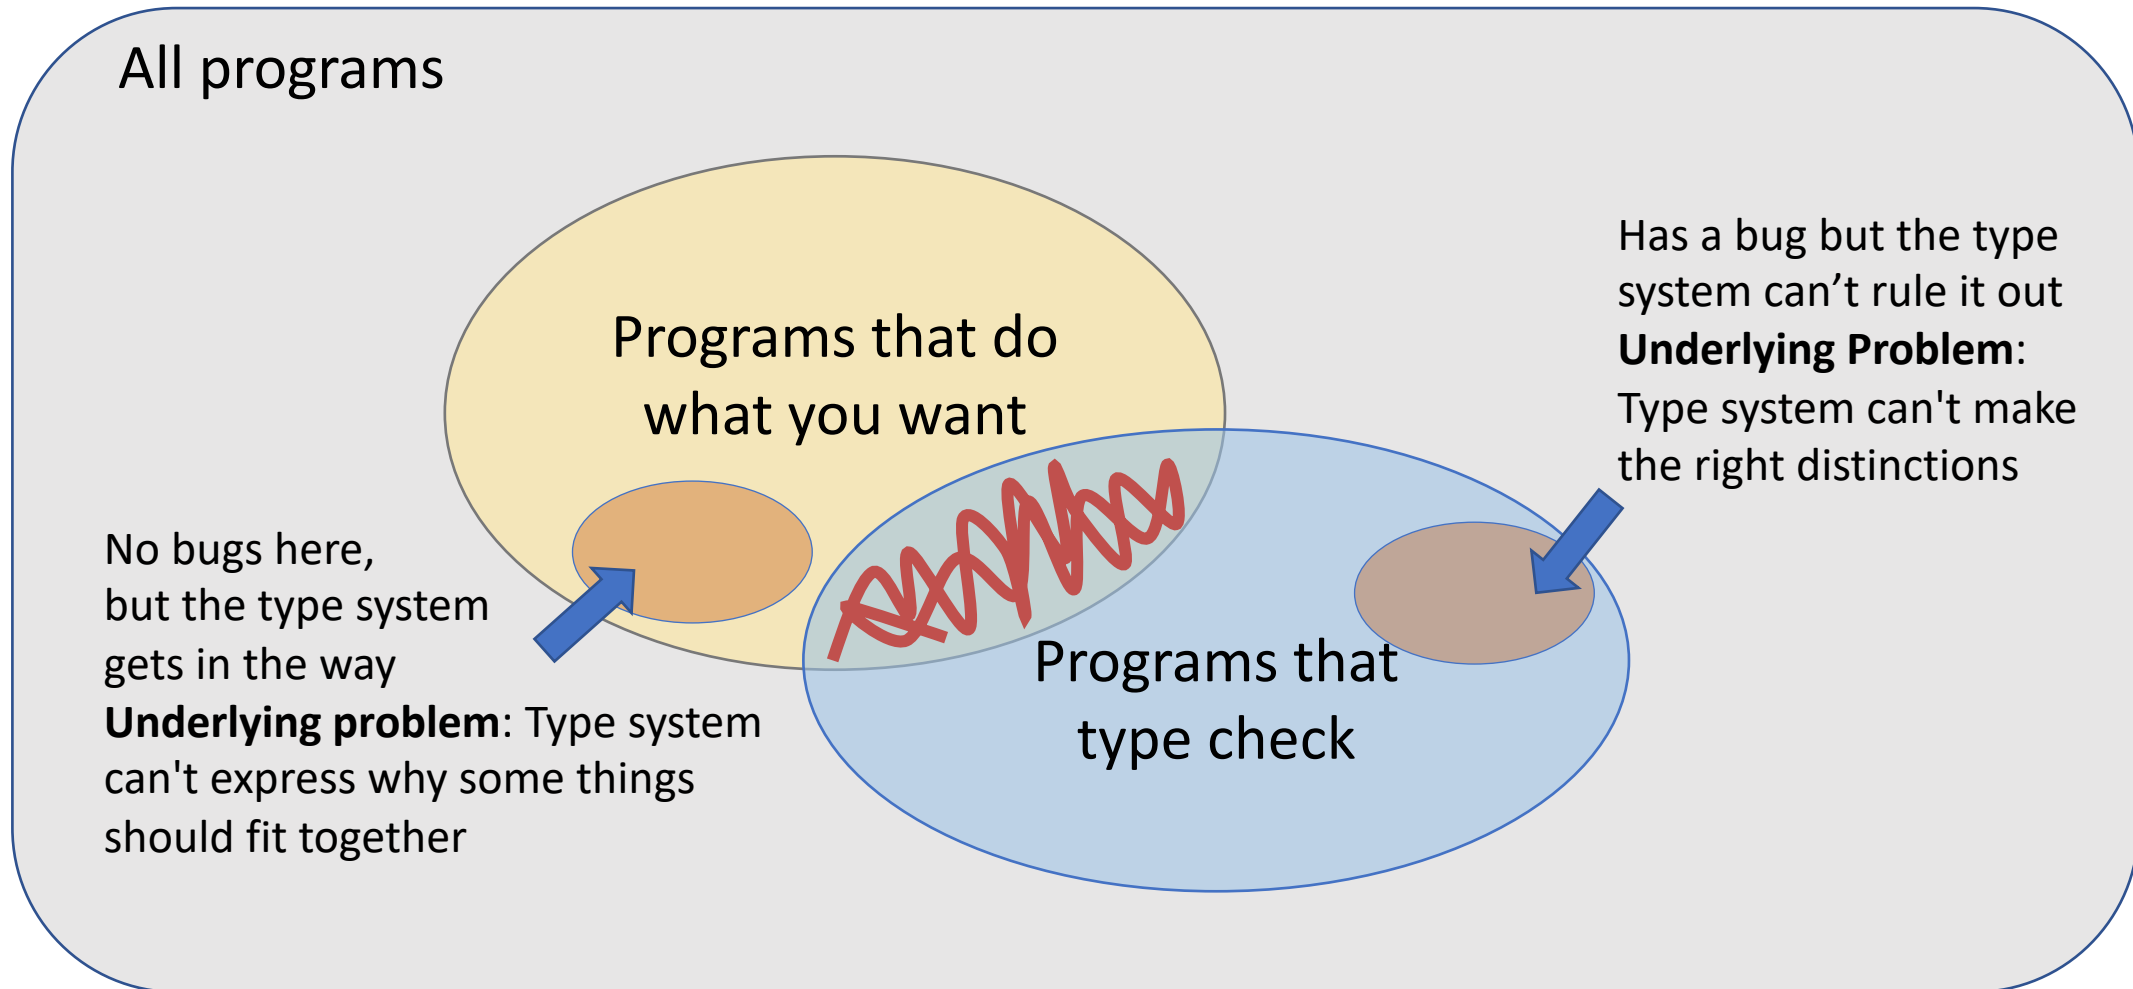 All programs
Programs that do
what you want
Has a bug but the type
system can’t rule it out
Underlying Problem:
Type system can't make
the right distinctions
No bugs here,
but the type system
gets in the way
Underlying problem: Type system
can't express why some things
should fit together
Programs that
type check